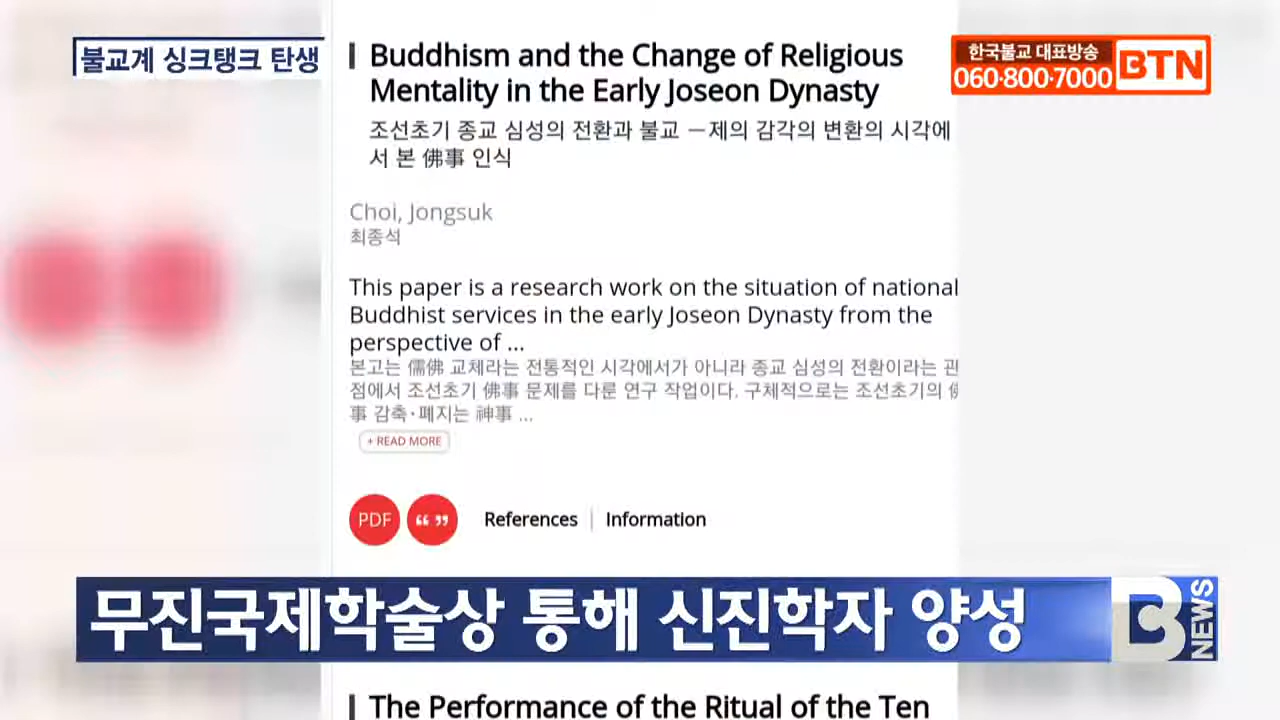 불교계 싱크탱크 탄생
한국불교 대표방송
060·800·7000
BTN
Buddhism and the Change of Religious
Mentality in the Early Joseon Dynasty
조선초기 종교 심성의 전환과 불교 －제의 감각의 변환의 시각에
서 본 佛事 인식
Choi, Jongsuk
최종석
This paper is a research work on the situation of national
Buddhist services in the early Joseon Dynasty from the
perspective of ...
본고는 儒佛 교체라는 전통적인 시각에서가 아니라 종교 심성의 전환이라는 관
점에서 조선초기 佛事 문제를 다룬 연구 작업이다. 구체적으로는 조선초기의
事 감축·폐지는 神事 ...
+ READ MORE
PDF
References
Information
무진국제학술상 통해 신진학자 양성
B NEWS
The Performance of the Ritual of the Ten